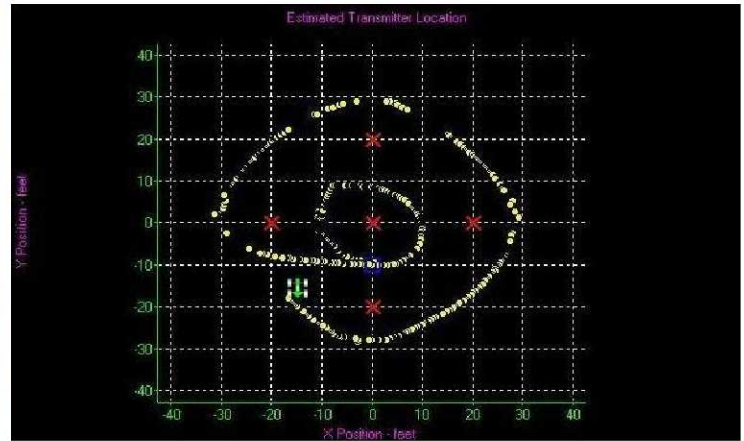 Estimated Transmitter Location
40
30
20
10
0
-10
-20
-30
-40
Y Position - feet
-40 -30 -20 -10 0 10 20 30 40
X Position - feet